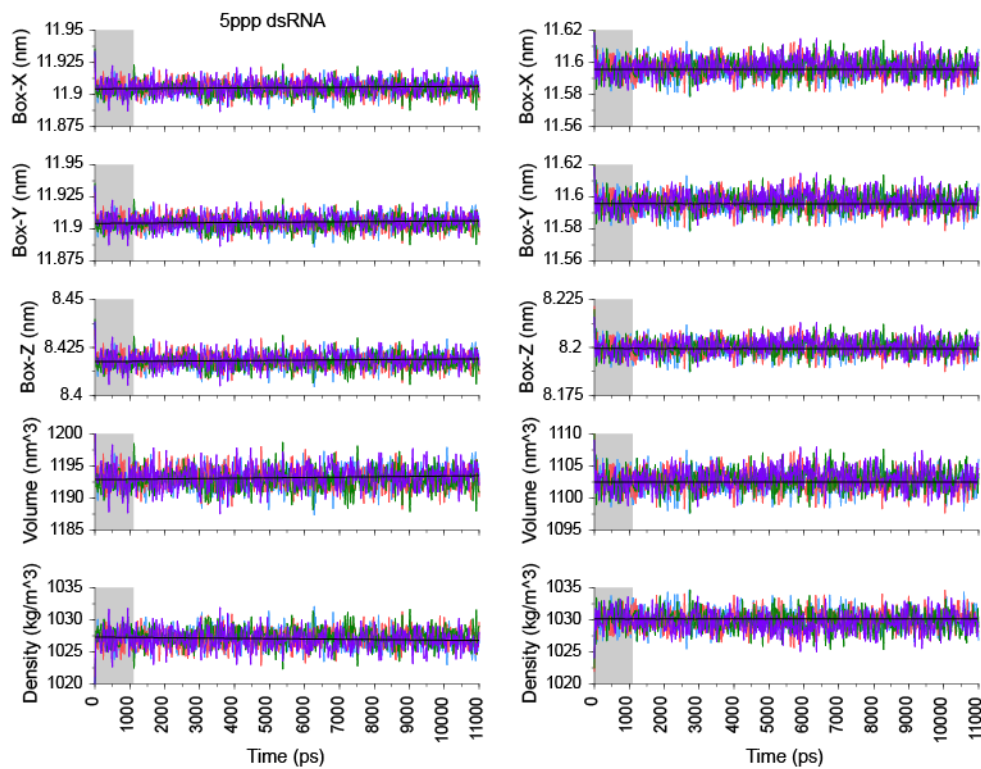 5ppp dsRNA
Box-X (nm)
11.95
11.925
11.9
11.875
Box-X (nm)
11.62
11.6
11.58
11.56
Box-Y (nm)
11.95
11.925
11.9
11.875
Box-Y (nm)
11.62
11.6
11.58
11.56
Box-Z (nm)
8.45
8.425
8.4
Box-Z (nm)
8.225
8.2
8.175
Volume (nm^3)
1200
1195
1190
1185
Volume (nm^3)
1110
1105
1100
1095
Density (kg/m^3)
1035
1030
1025
1020
Density (kg/m^3)
1035
1030
1025
1020
0 1000 2000 3000 4000 5000 6000 7000 8000 9000 10000 11000
0 1000 2000 3000 4000 5000 6000 7000 8000 9000 10000 11000
Time (ps)
Time (ps)